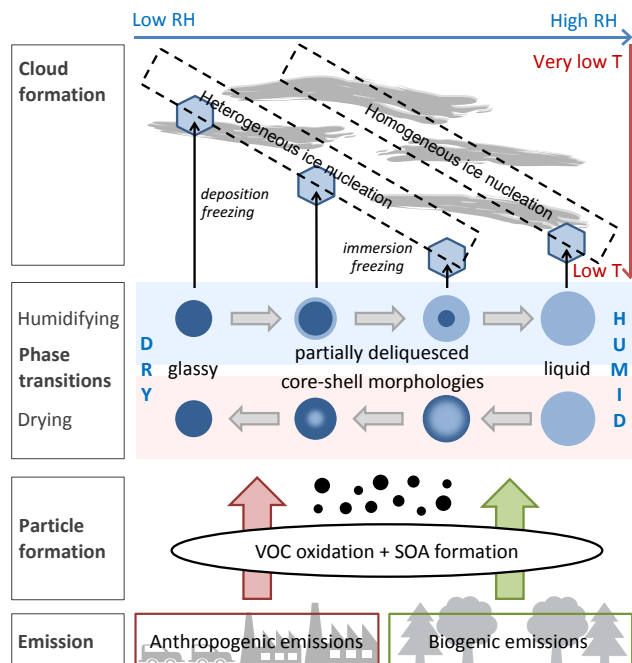 Low RH
High RH
Cloud
formation
Very low T
Heterogeneous ice nucleation
Homogeneous ice nucleation
deposition
freezing
immersion
freezing
Low T
Humidifying
Phase
transitions
Drying
DRY
glassy
partially deliquesced
core-shell morphologies
liquid
HUMID
Particle
formation
VOC oxidation + SOA formation
Emission
Anthropogenic emissions
Biogenic emissions